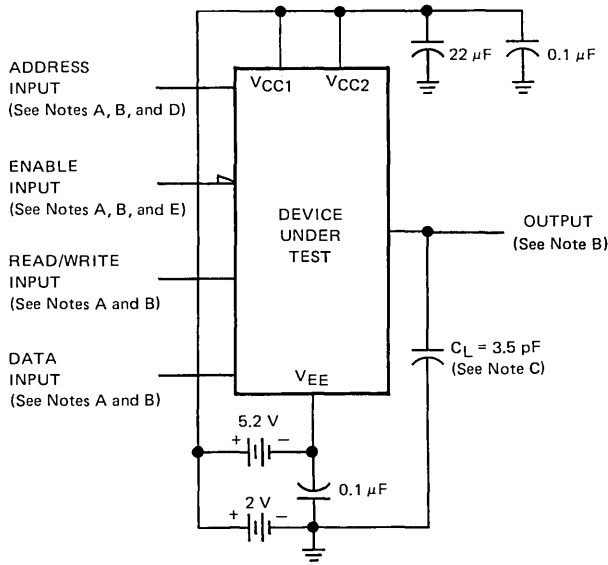 22 μF
0.1 μF
ADDRESS
INPUT
(See Notes A, B, and D)
VCC1
VCC2
ENABLE
INPUT
(See Notes A, B, and E)
DEVICE
UNDER
TEST
OUTPUT
(See Note B)
READ/WRITE
INPUT
(See Notes A and B)
CL = 3.5 pF
(See Note C)
DATA
INPUT
(See Notes A and B)
VEE
5.2 V
+ −
0.1 μF
2 V
+ −